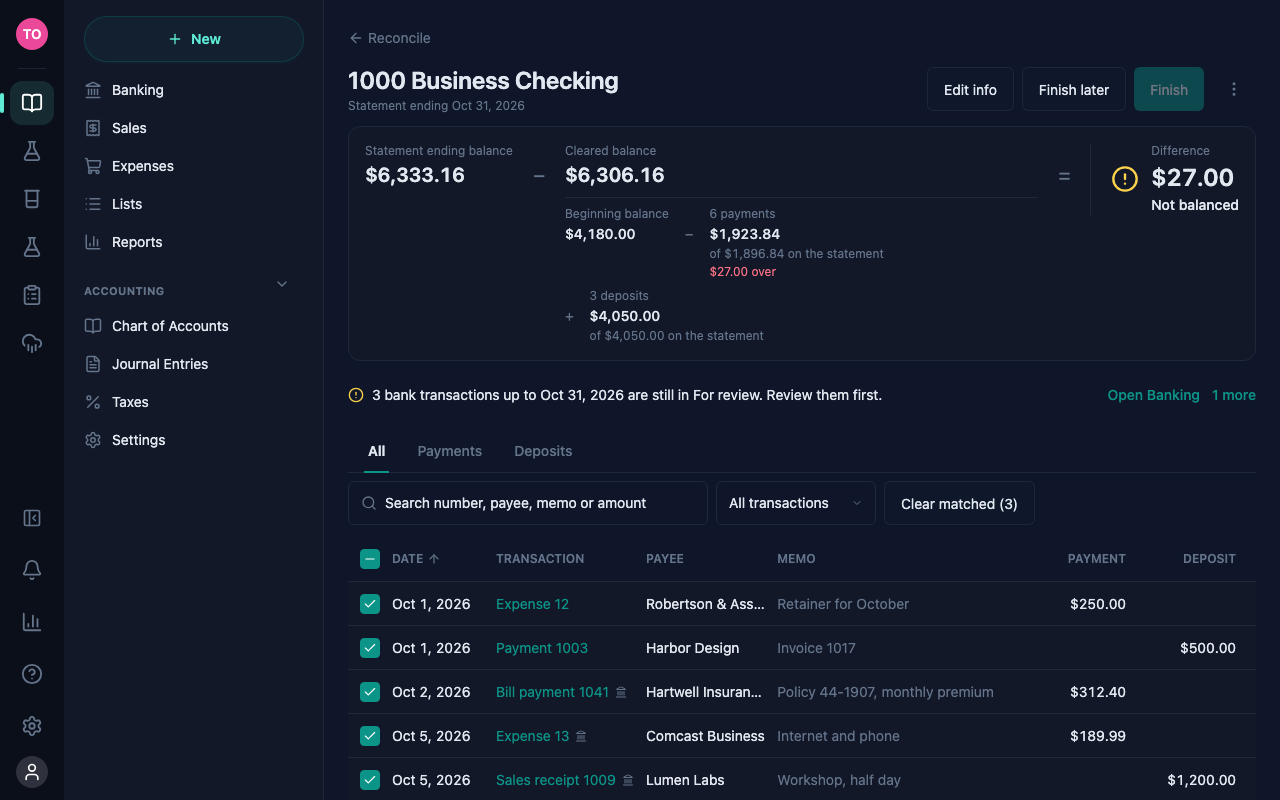 TO
New
Banking
Sales
Expenses
Lists
Reports
ACCOUNTING
Chart of Accounts
Journal Entries
Taxes
Settings
Reconcile
1000 Business Checking
Statement ending Oct 31, 2026
Edit info
Finish later
Finish
Statement ending balance
$6,333.16
–
Cleared balance
$6,306.16
=
Difference
$27.00
Not balanced
Beginning balance
$4,180.00
–
6 payments
$1,923.84
of $1,896.84 on the statement
$27.00 over
+
3 deposits
$4,050.00
of $4,050.00 on the statement
3 bank transactions up to Oct 31, 2026 are still in For review. Review them first.
Open Banking
1 more
All
Payments
Deposits
Search number, payee, memo or amount
All transactions
Clear matched (3)
DATE TRANSACTION PAYEE MEMO PAYMENT DEPOSIT
Oct 1, 2026 Expense 12 Robertson & Ass... Retainer for October $250.00
Oct 1, 2026 Payment 1003 Harbor Design Invoice 1017 $500.00
Oct 2, 2026 Bill payment 1041 Hartwell Insuran... Policy 44-1907, monthly premium $312.40
Oct 5, 2026 Expense 13 Comcast Business Internet and phone $189.99
Oct 5, 2026 Sales receipt 1009 Lumen Labs Workshop, half day $1,200.00